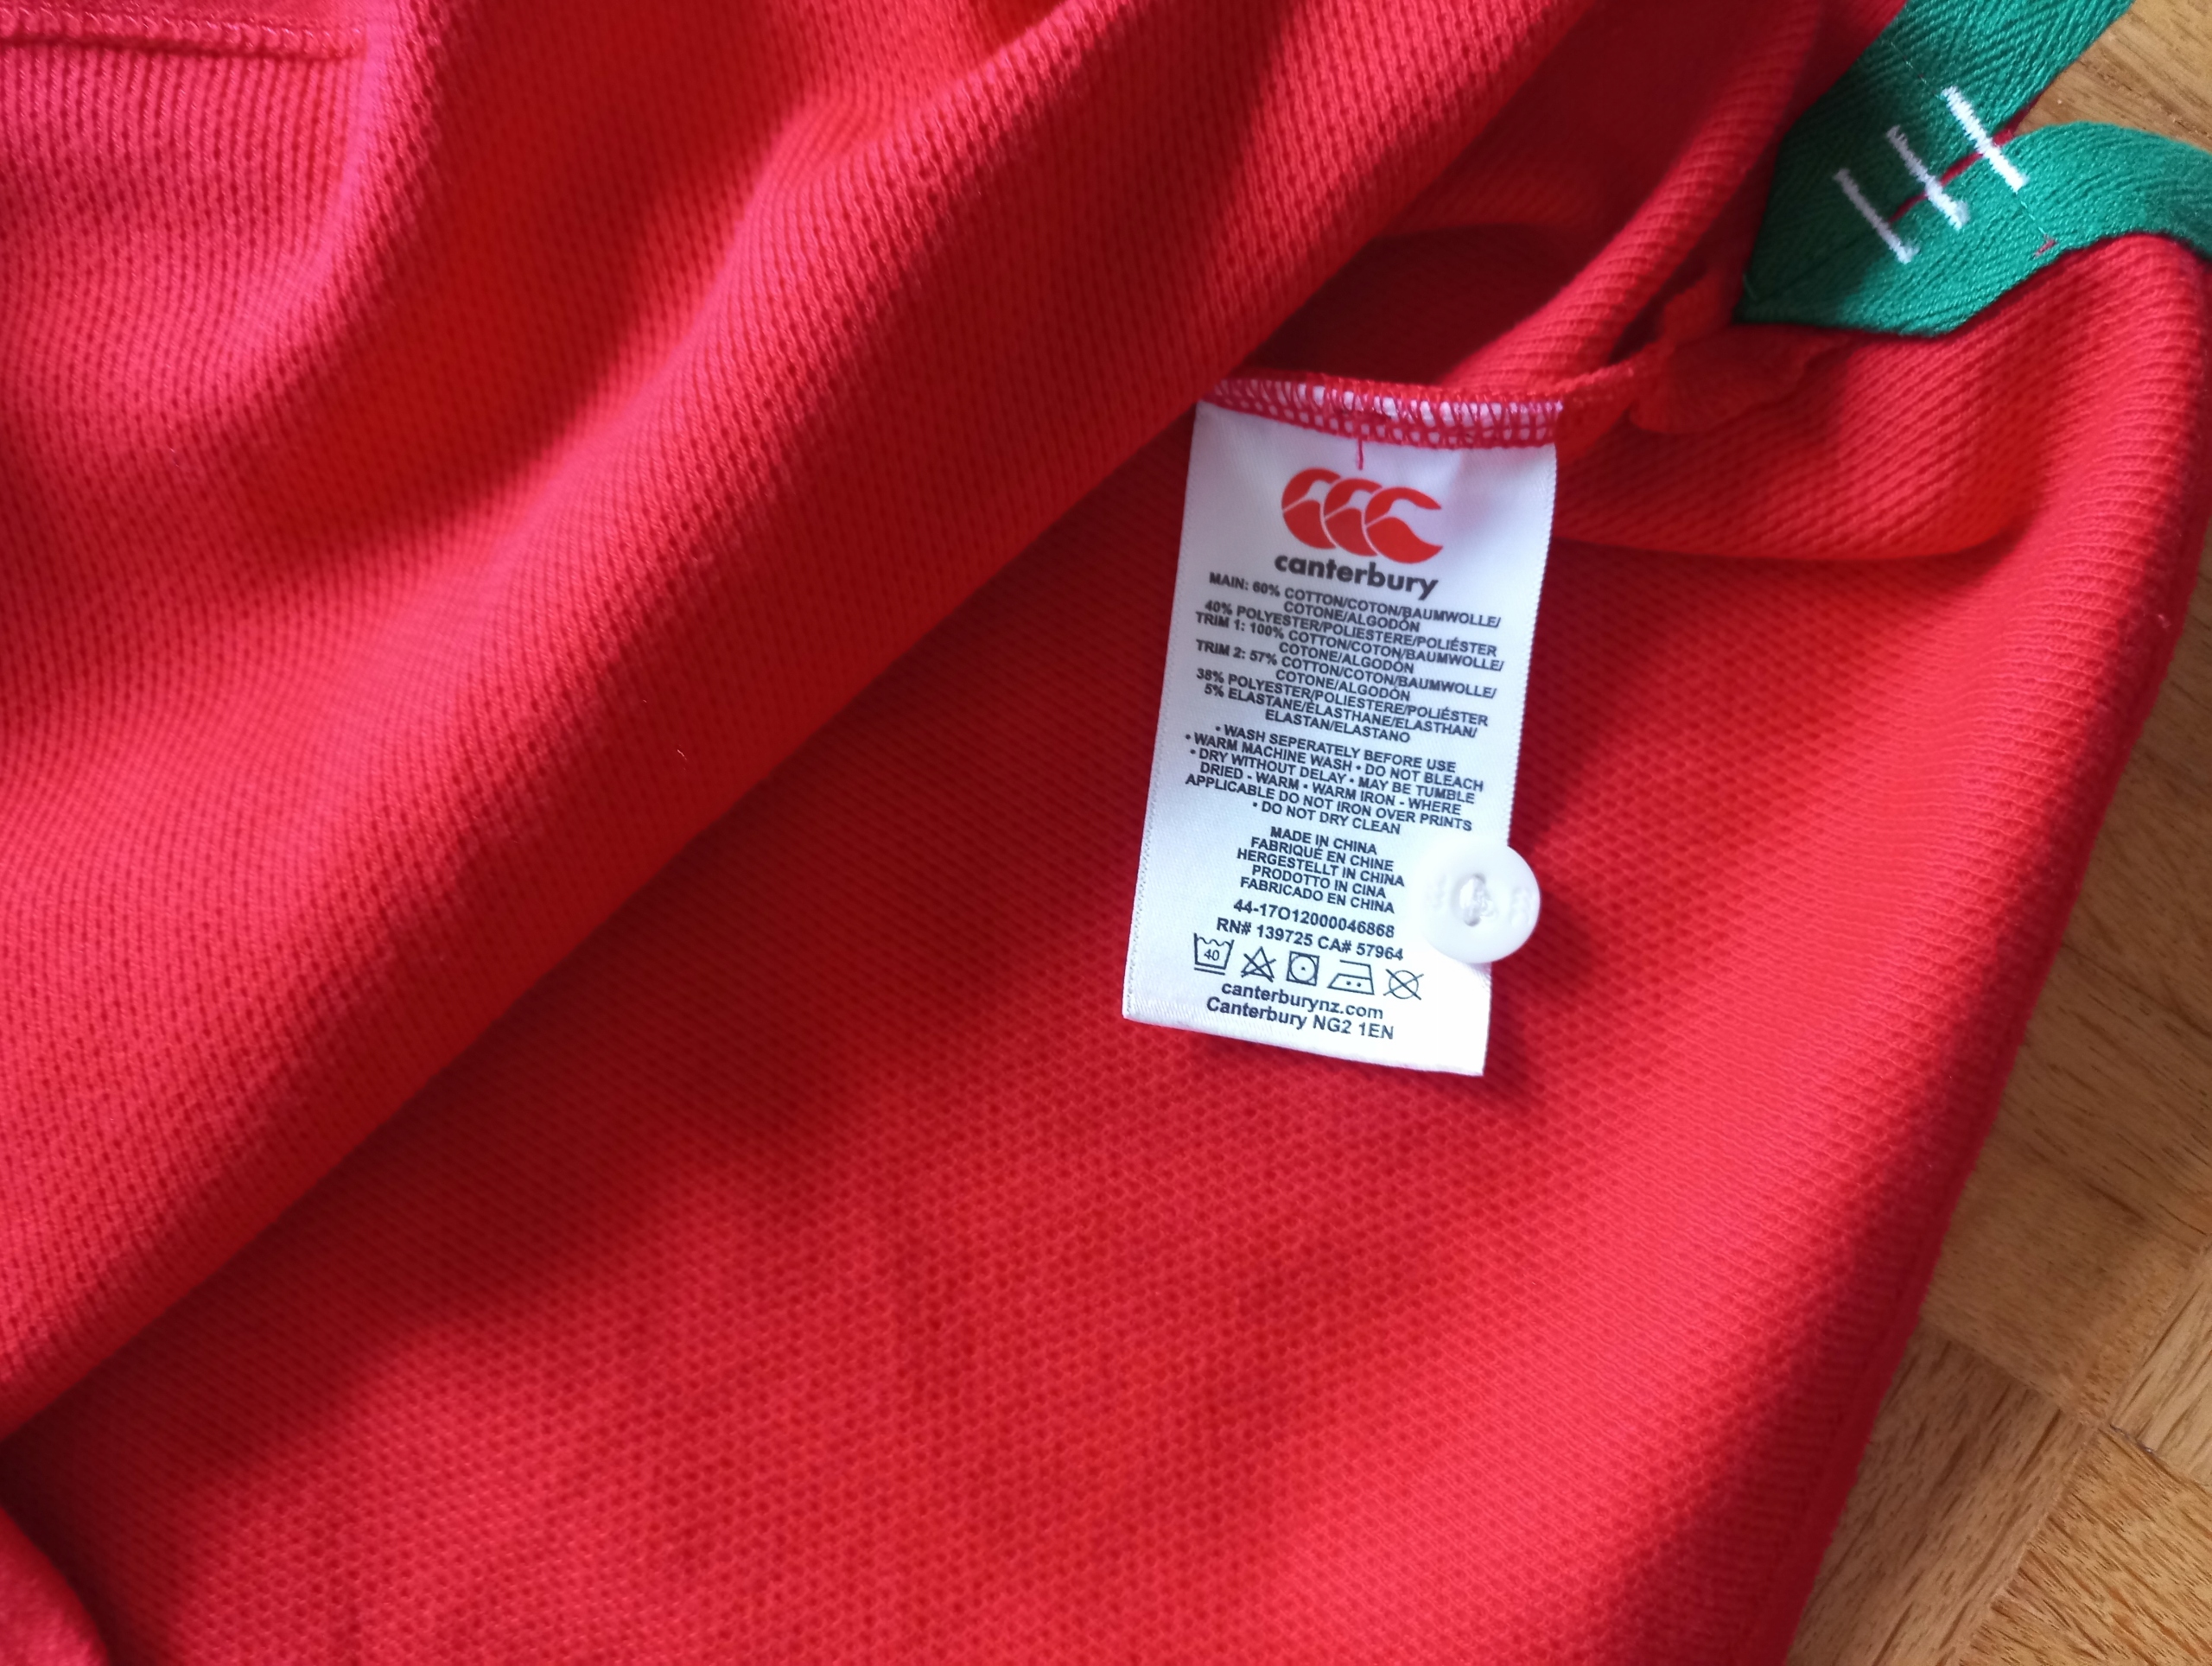 canterbury
MAIN: 60% COTTON/COTON/BAUMWOLLE/
COTONE/ALGODÓN
40% POLYESTER/POLIESTERE/POLIÉSTER
TRIM 1: 100% COTTON/COTON/BAUMWOLLE/
COTONE/ALGODÓN
TRIM 2: 57% COTTON/COTON/BAUMWOLLE/
COTONE/ALGODÓN
38% POLYESTER/POLIESTERE/POLIÉSTER
5% ELASTANE/ÉLASTHANE/ELASTHAN/
ELASTAN/ELASTANO
• WASH SEPERATELY BEFORE USE
• WARM MACHINE WASH • DO NOT BLEACH
• DRY WITHOUT DELAY • MAY BE TUMBLE
DRIED - WARM • WARM IRON - WHERE
APPLICABLE DO NOT IRON OVER PRINTS
• DO NOT DRY CLEAN
MADE IN CHINA
FABRIQUÉ EN CHINE
HERGESTELLT IN CHINA
PRODOTTO IN CINA
FABRICADO EN CHINA
44-17O12000046868
RN# 139725 CA# 57964
40
canterburynz.com
Canterbury NG2 1EN